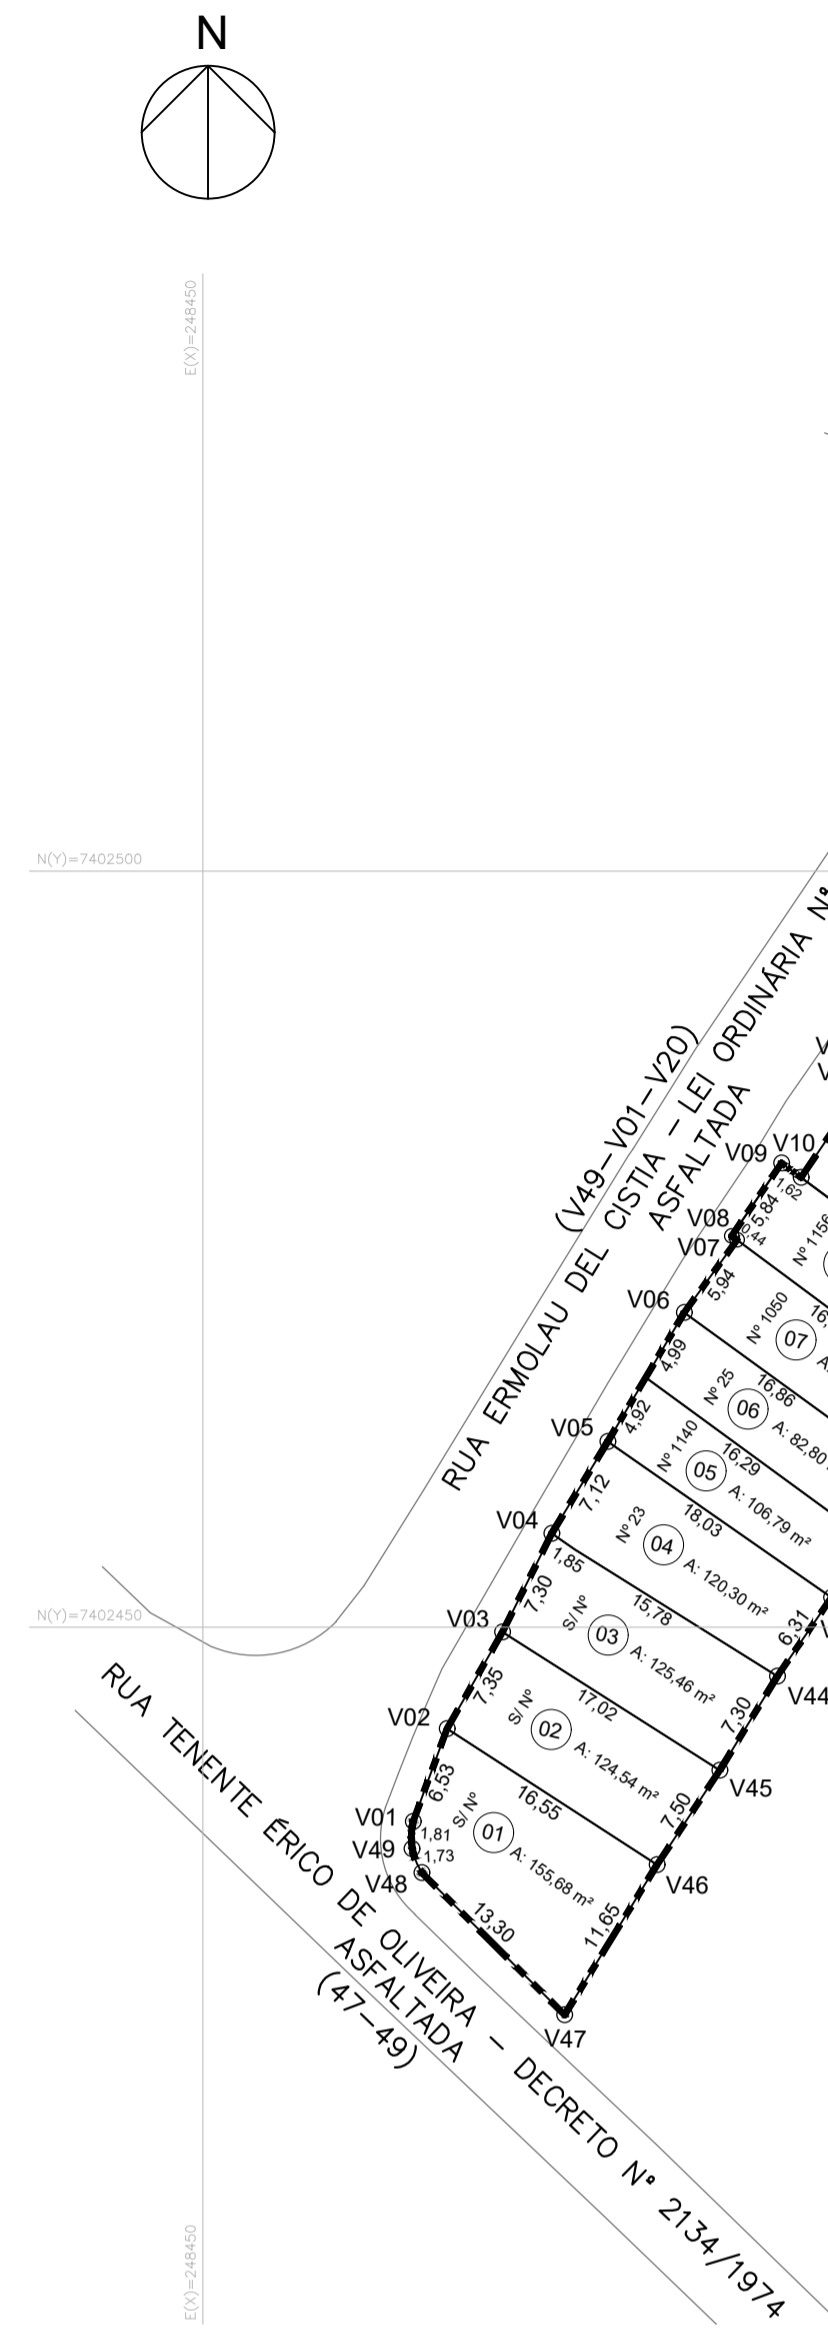 N
E(X)=248450
N(Y)=7402500
(V49-V01-V20)
RUA ERMOLAU DEL CISTIA - LEI ORDINÁRIA Nº
ASFALTADA
V09
V10
1,62
5,84
V08
0,44
V07
Nº 1156
5,94
V06
Nº 1050
07
16,
A:
4,99
Nº 25
06
16,86
A: 82,80
4,92
V05
Nº 1140
05
16,29
A: 106,79 m²
7,12
Nº 23
04
18,03
A: 120,30 m²
V04
1,85
7,30
S/ Nº
03
15,78
A: 125,46 m²
6,31
V44
N(Y)=7402450
V03
7,35
S/ Nº
02
17,02
A: 124,54 m²
7,30
V45
V02
6,53
S/ Nº
01
16,55
A: 155,68 m²
7,50
V46
V01
1,81
V49
1,73
V48
13,30
11,65
V47
RUA TENENTE ÉRICO DE OLIVEIRA - DECRETO Nº 2134/1974
ASFALTADA
(47-49)
E(X)=248450